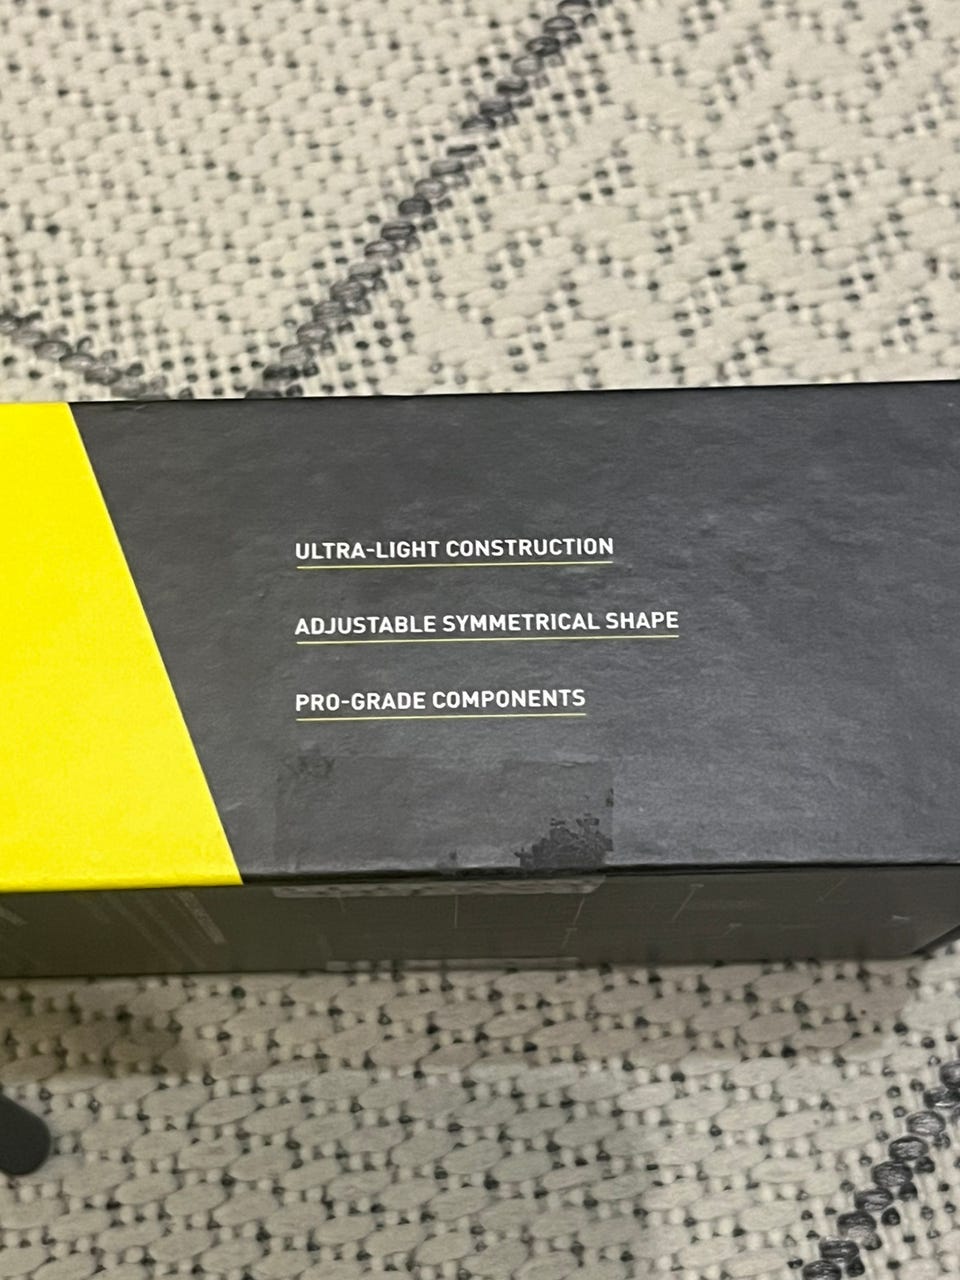 ULTRA-LIGHT CONSTRUCTION
ADJUSTABLE SYMMETRICAL SHAPE
PRO-GRADE COMPONENTS